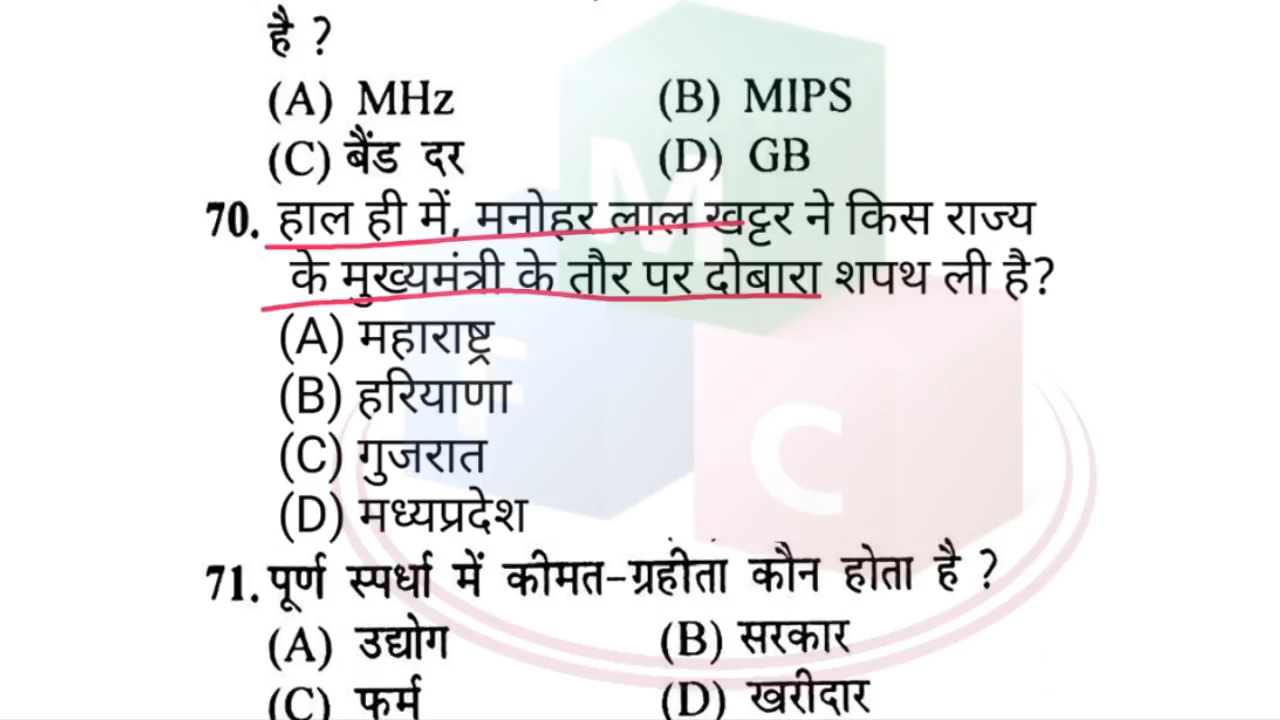 है ?
(A) MHz (B) MIPS
(C) बैंड दर (D) GB
70. हाल ही में, मनोहर लाल खट्टर ने किस राज्य
के मुख्यमंत्री के तौर पर दोबारा शपथ ली है?
(A) महाराष्ट्र
(B) हरियाणा
(C) गुजरात
(D) मध्यप्रदेश
71. पूर्ण स्पर्धा में कीमत-ग्रहीता कौन होता है ?
(A) उद्योग (B) सरकार
(C) फर्म (D) खरीदार
M
F
C